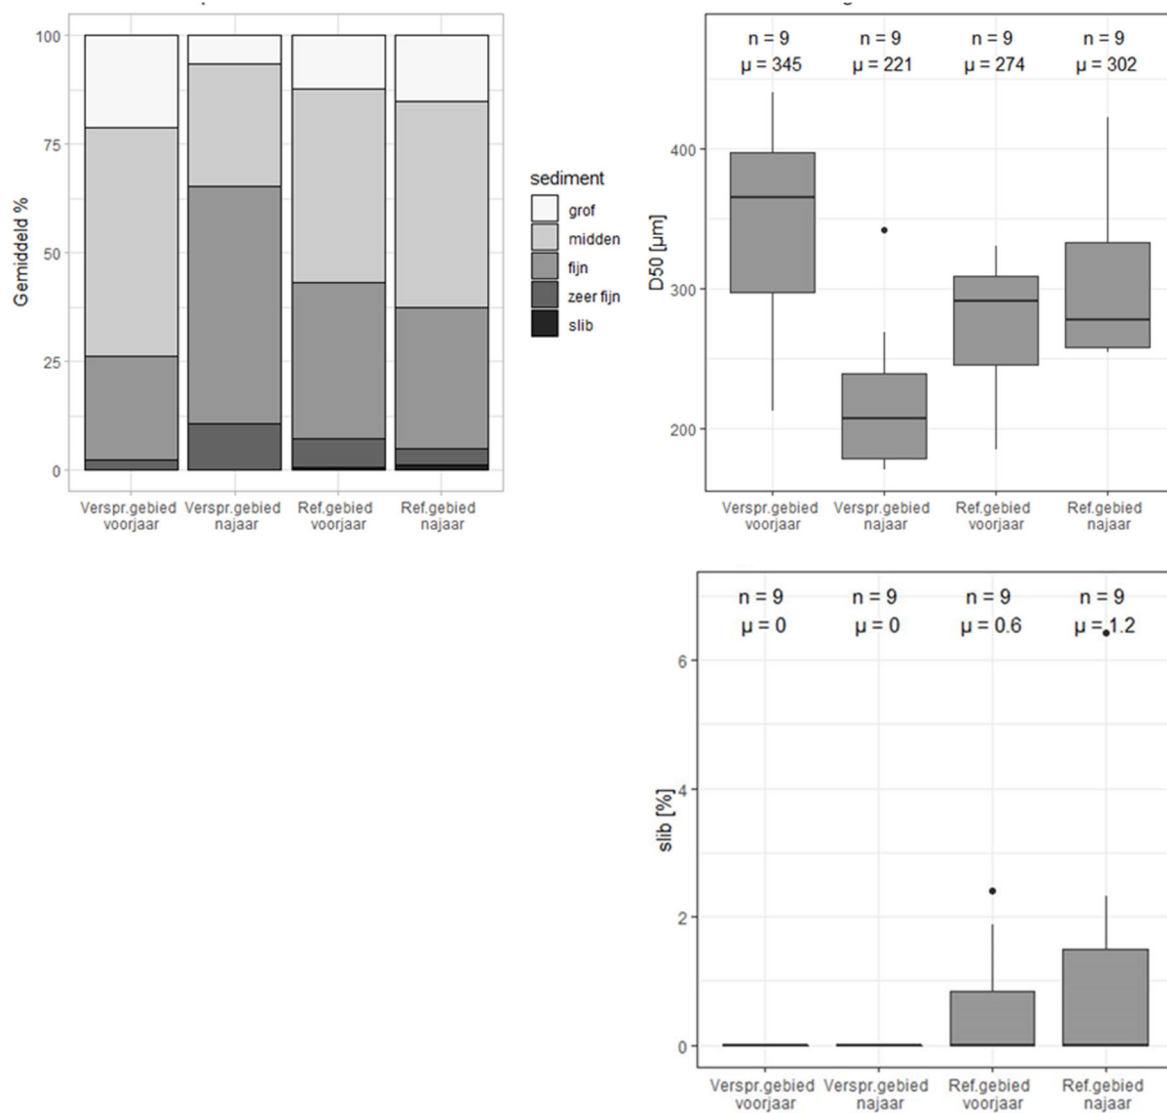 100
75
50
25
0
Gemiddeld %
Verspr.gebied voorjaar
Verspr.gebied najaar
Ref.gebied voorjaar
Ref.gebied najaar
sediment
grof
midden
fijn
zeer fijn
slib
n = 9 n = 9 n = 9 n = 9
μ = 345 μ = 221 μ = 274 μ = 302
400
300
200
D50 [μm]
Verspr.gebied voorjaar
Verspr.gebied najaar
Ref.gebied voorjaar
Ref.gebied najaar
n = 9 n = 9 n = 9 n = 9
μ = 0 μ = 0 μ = 0.6 μ = 1.2
6
4
2
0
slib [%]
Verspr.gebied voorjaar
Verspr.gebied najaar
Ref.gebied voorjaar
Ref.gebied najaar